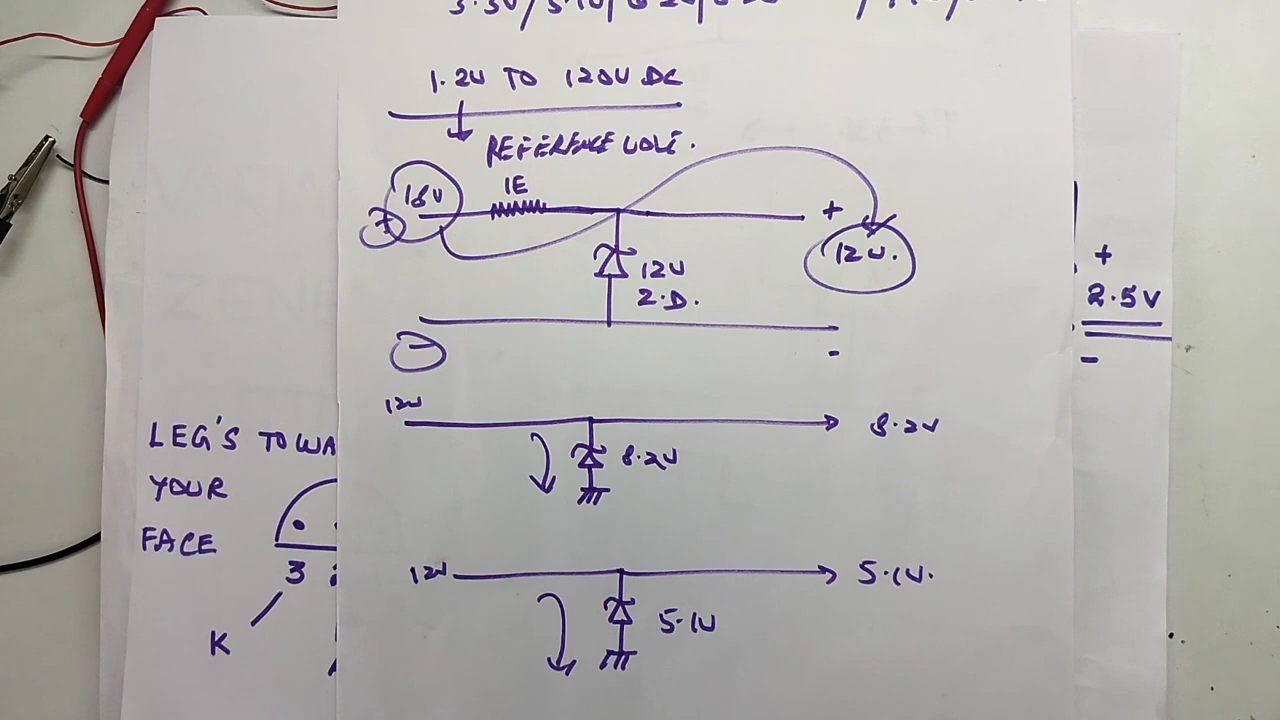 1.2V TO 120V DC
REFERENCE VOLT.
1E
18V
+
+
12V.
12V
Z.D.
-
-
12V
8.2V
8.2V
12V
5.1V.
5.1V
+
2.5V
-
LEG'S TOWA
YOUR
FACE
3
K